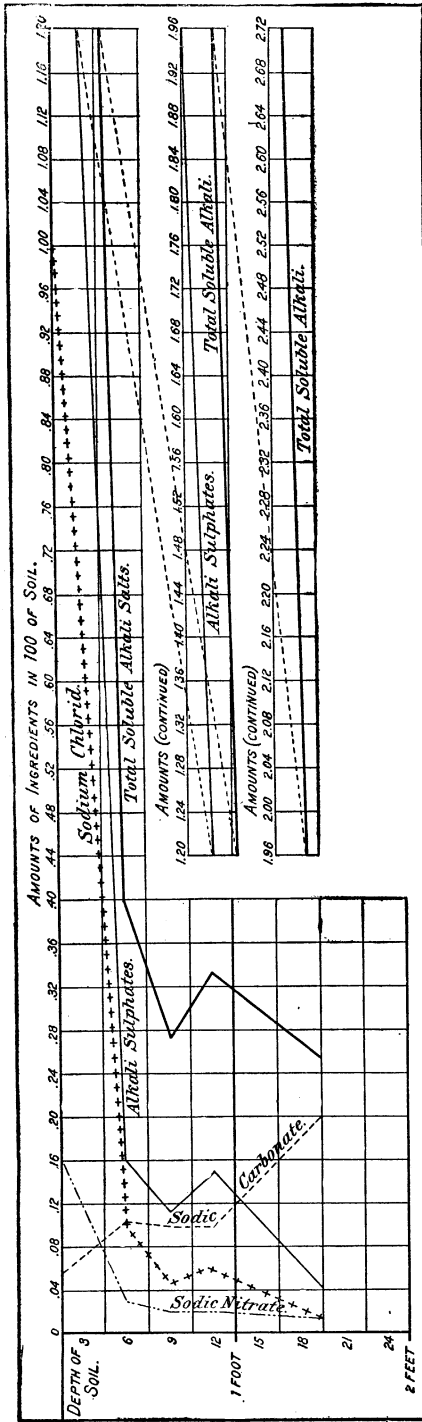 AMOUNTS OF INGREDIENTS IN 100 OF SOIL.
0 .04 .08 .12 .16 .20 .24 .28 .32 .36 .40 .44 .48 .52 .56 .60 .64 .68 .72 .76 .80 .84 .88 .92 .96 1.00 1.04 1.08 1.12 1.16 1.20
DEPTH OF
SOIL.
3
6
9
12
1 FOOT
15
18
21
24
2 FEET
Sodium Chlorid.
Alkali Sulphates.
Total Soluble Alkali Salts.
Sodic
Carbonate.
Sodic Nitrate.
AMOUNTS (CONTINUED)
1.20 1.24 1.28 1.32 1.36 1.40 1.44 1.48 1.52 1.56 1.60 1.64 1.68 1.72 1.76 1.80 1.84 1.88 1.92 1.96
Alkali Sulphates.
Total Soluble Alkali.
AMOUNTS (CONTINUED)
1.96 2.00 2.04 2.08 2.12 2.16 2.20 2.24 2.28 2.32 2.36 2.40 2.44 2.48 2.52 2.56 2.60 2.64 2.68 2.72
Total Soluble Alkali.